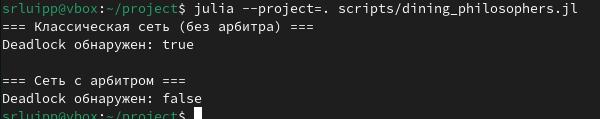 srluipp@vbox:~/project$ julia --project=. scripts/dining_philosophers.jl
=== Классическая сеть (без арбитра) ===
Deadlock обнаружен: true
=== Сеть с арбитром ===
Deadlock обнаружен: false
srluipp@vbox:~/project$